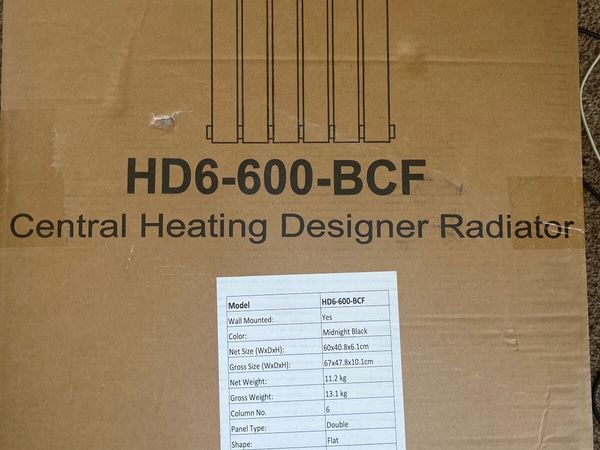 HD6-600-BCF
Central Heating Designer Radiator
Model HD6-600-BCF
Wall Mounted: Yes
Color: Midnight Black
Net Size (WxDxH): 60x40.8x6.1cm
Gross Size (WxDxH): 67x47.8x10.1cm
Net Weight: 11.2 kg
Gross Weight: 13.1 kg
Column No. 6
Panel Type: Double
Shape: Flat